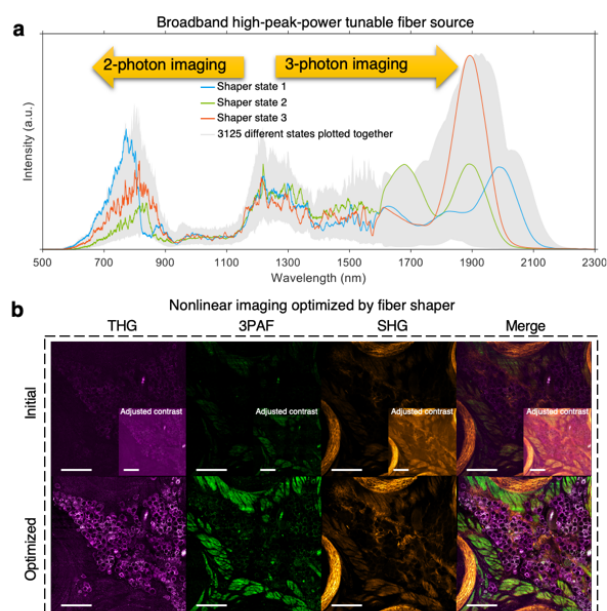 a
Broadband high-peak-power tunable fiber source
2-photon imaging
3-photon imaging
Shaper state 1
Shaper state 2
Shaper state 3
3125 different states plotted together
Intensity (a.u.)
500 700 900 1100 1300 1500 1700 1900 2100 2300
Wavelength (nm)
b
Nonlinear imaging optimized by fiber shaper
THG 3PAF SHG Merge
Initial
Adjusted contrast Adjusted contrast Adjusted contrast Adjusted contrast
Optimized